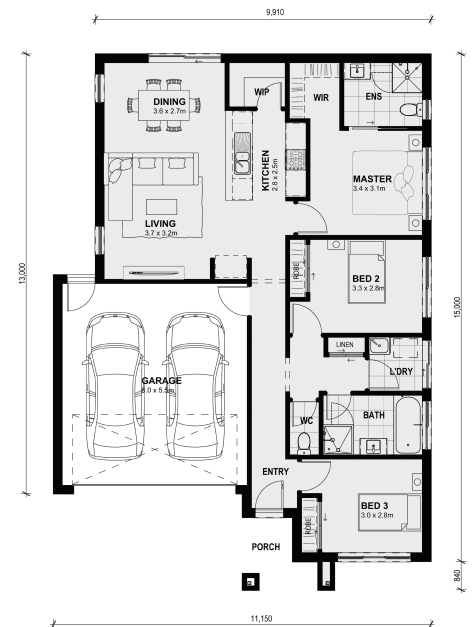 9,910
DINING
3.6 x 2.7m
WIP
WIR
ENS
KITCHEN
2.8 x 2.5m
MASTER
3.4 x 3.1m
LIVING
3.7 x 3.2m
13,000
15,000
ROBE
BED 2
3.3 x 2.8m
LINEN
L'DRY
GARAGE
6.0 x 5.5m
WC
BATH
ENTRY
BED 3
3.0 x 2.8m
ROBE
PORCH
840
11,150